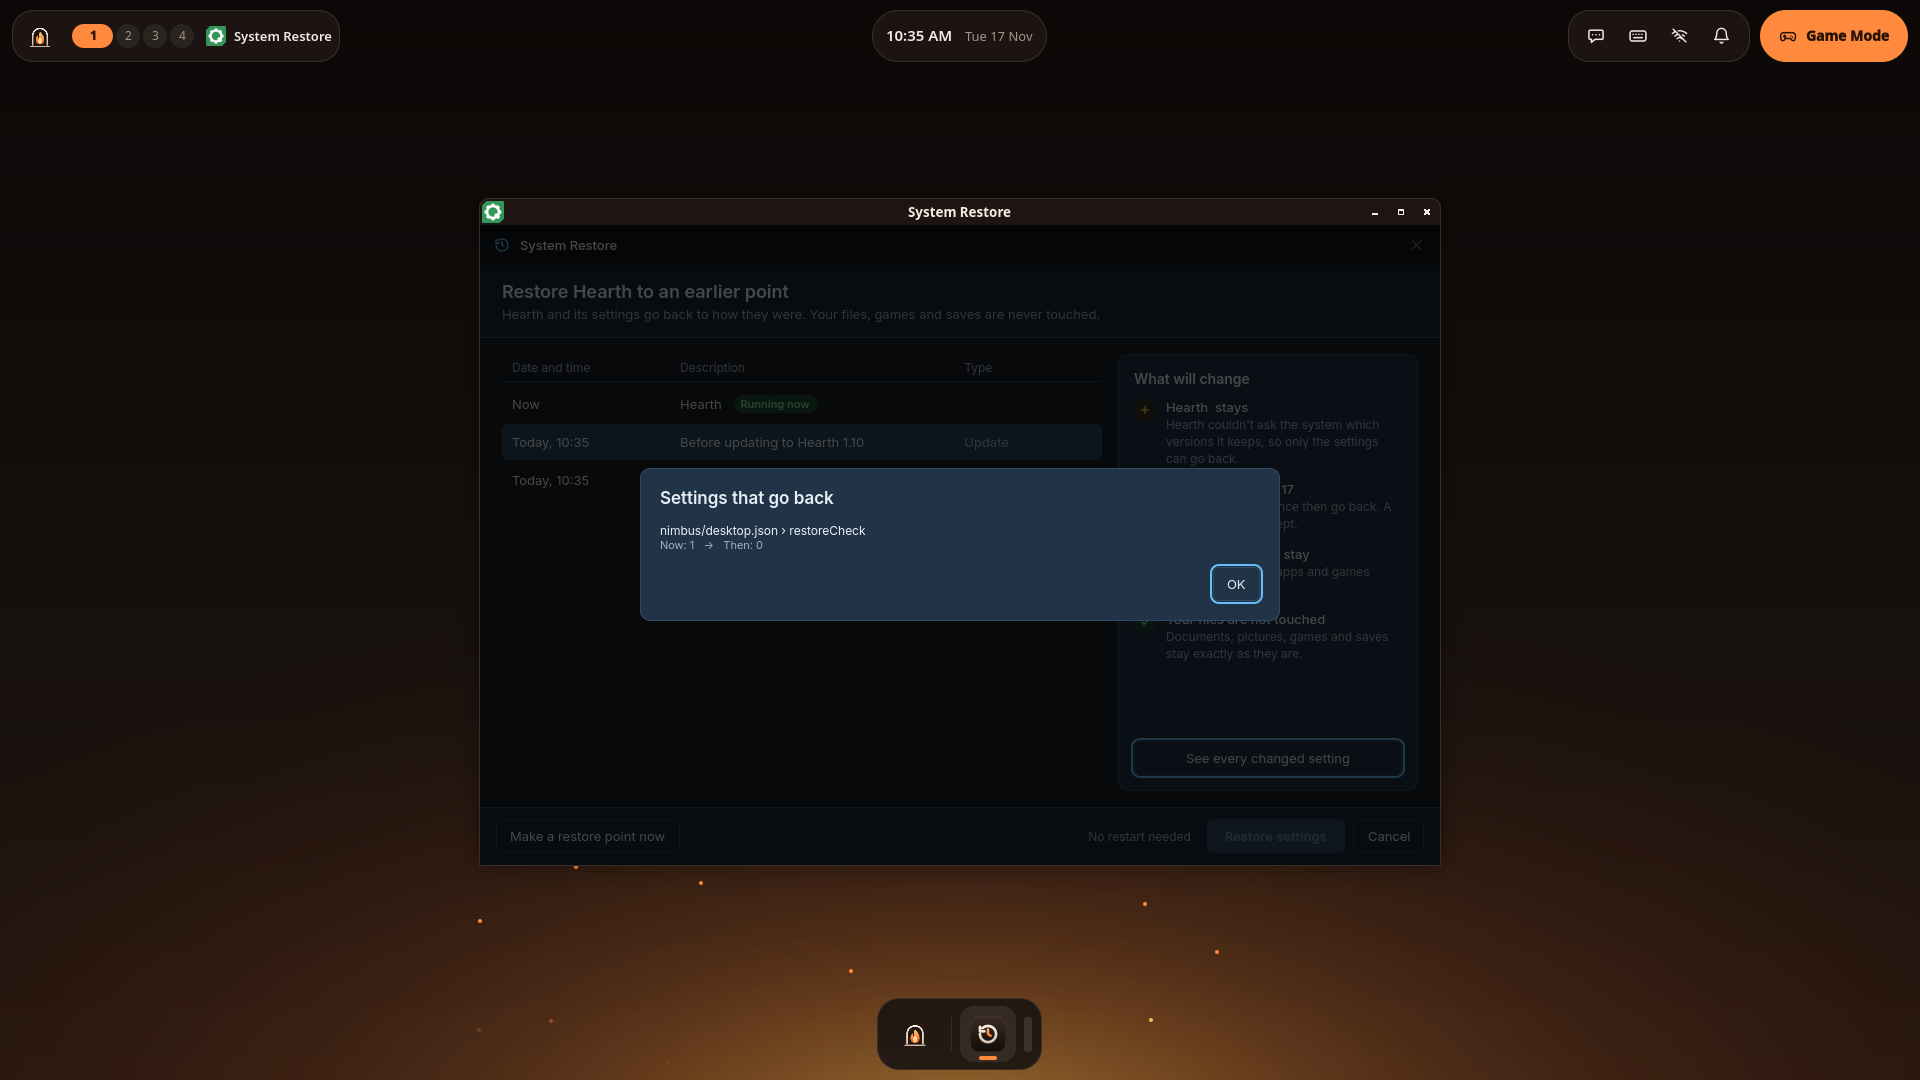 1 2 3 4 System Restore
10:35 AM Tue 17 Nov
Game Mode
System Restore
System Restore
Restore Hearth to an earlier point
Hearth and its settings go back to how they were. Your files, games and saves are never touched.
Date and time Description Type
Now Hearth Running now
Today, 10:35 Before updating to Hearth 1.10 Update
Today, 10:35
What will change
Hearth stays
Hearth couldn't ask the system which
versions it keeps, so only the settings
can go back.
17
then go back. A
stay
apps and games
Your files are not touched
Documents, pictures, games and saves
stay exactly as they are.
See every changed setting
Settings that go back
nimbus/desktop.json › restoreCheck
Now: 1 → Then: 0
OK
Make a restore point now
No restart needed
Restore settings
Cancel